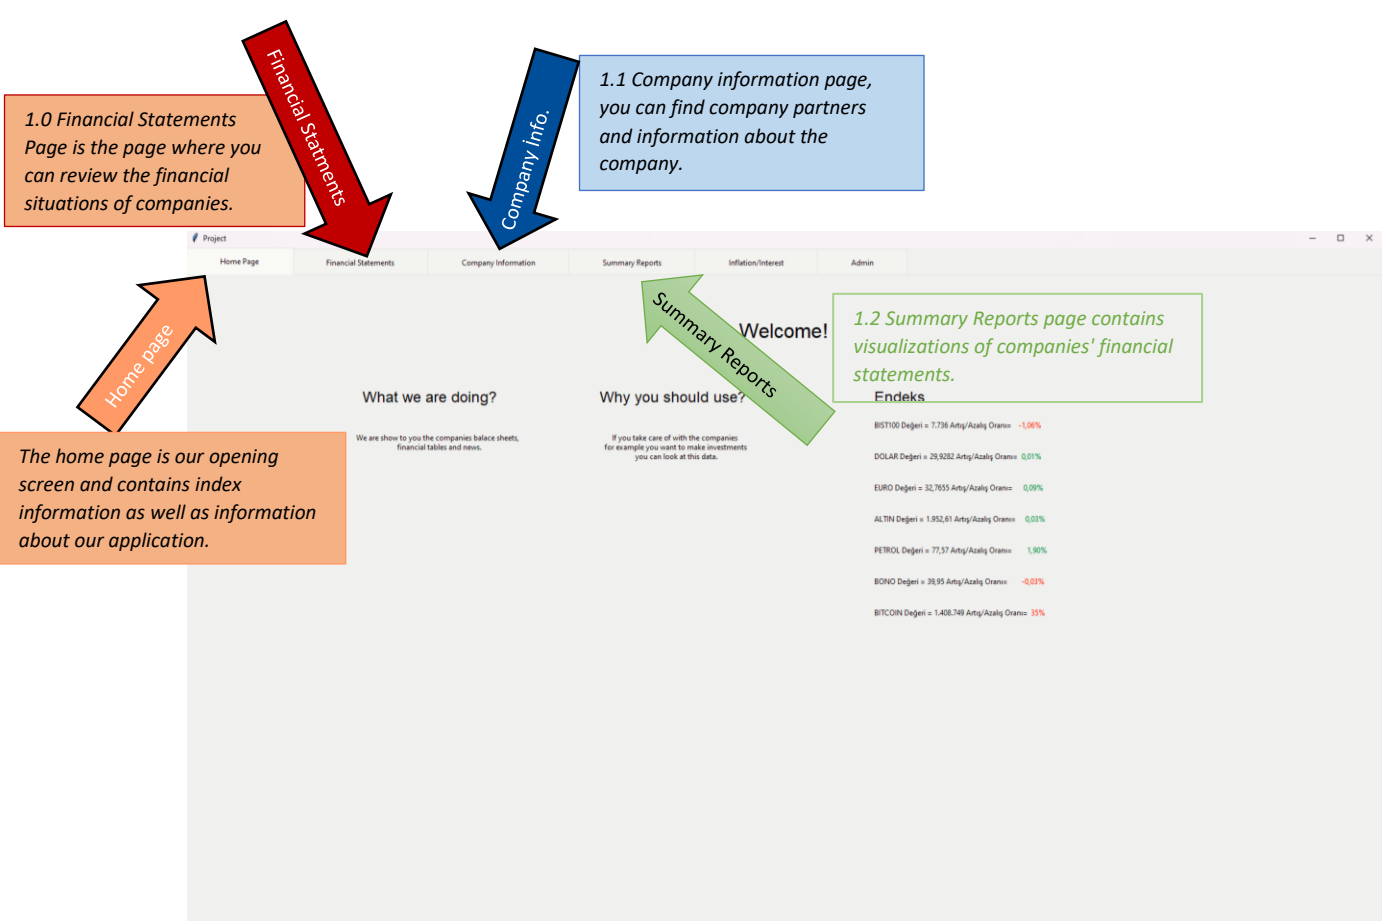 Financial Statments
Company İnfo.
1.1 Company information page,
you can find company partners
and information about the
company.
1.0 Financial Statements
Page is the page where you
can review the financial
situations of companies.
Project
Home Page
Financial Statements
Company Information
Summary Reports
Inflation/Interest
Admin
Home page
Summary Reports
Welcome!
1.2 Summary Reports page contains
visualizations of companies' financial
statements.
What we are doing?
We are show to you the companies balace sheets,
financial tables and news.
Why you should use?
If you take care of with the companies
for example you want to make investments
you can look at this data.
Endeks
BIST100 Değeri = 7.736 Artış/Azalış Oranı= -1,06%
DOLAR Değeri = 29,9282 Artış/Azalış Oranı= 0,01%
EURO Değeri = 32,7655 Artış/Azalış Oranı= 0,09%
ALTIN Değeri = 1.952,61 Artış/Azalış Oranı= 0,03%
PETROL Değeri = 77,57 Artış/Azalış Oranı= 1,90%
BONO Değeri = 39,95 Artış/Azalış Oranı= -0,03%
BITCOIN Değeri = 1.408.749 Artış/Azalış Oranı= 35%
The home page is our opening
screen and contains index
information as well as information
about our application.